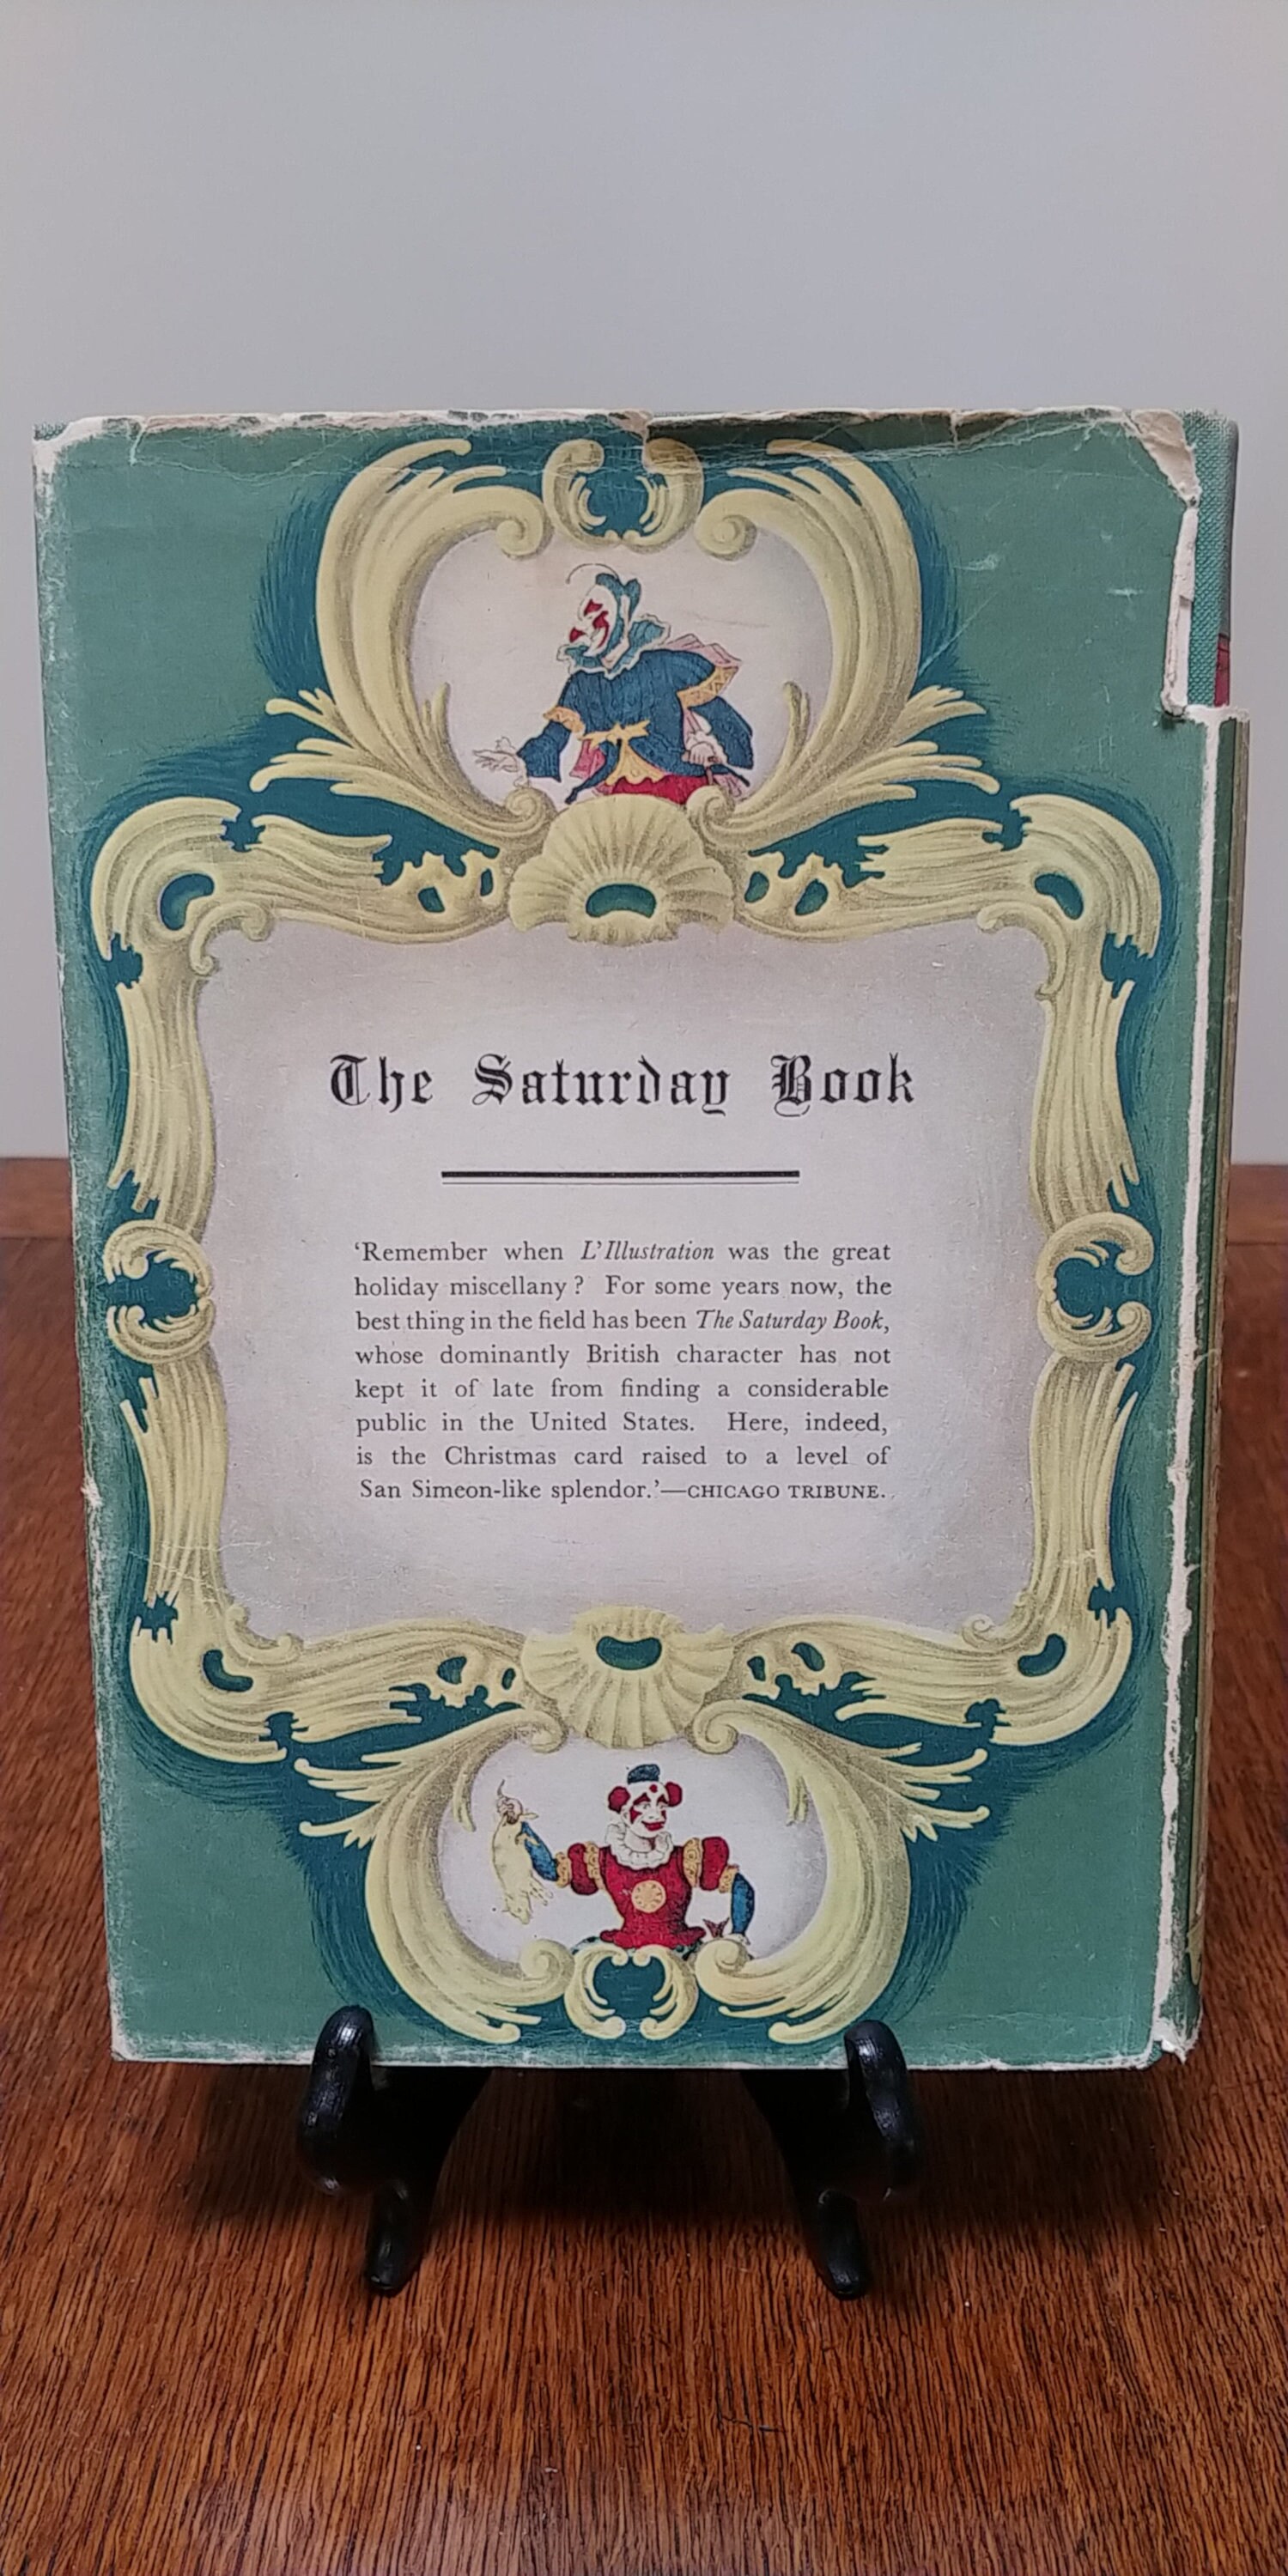 The Saturday Book
‘Remember when L’Illustration was the great
holiday miscellany? For some years now, the
best thing in the field has been The Saturday Book,
whose dominantly British character has not
kept it of late from finding a considerable
public in the United States. Here, indeed,
is the Christmas card raised to a level of
San Simeon-like splendor.’—CHICAGO TRIBUNE.